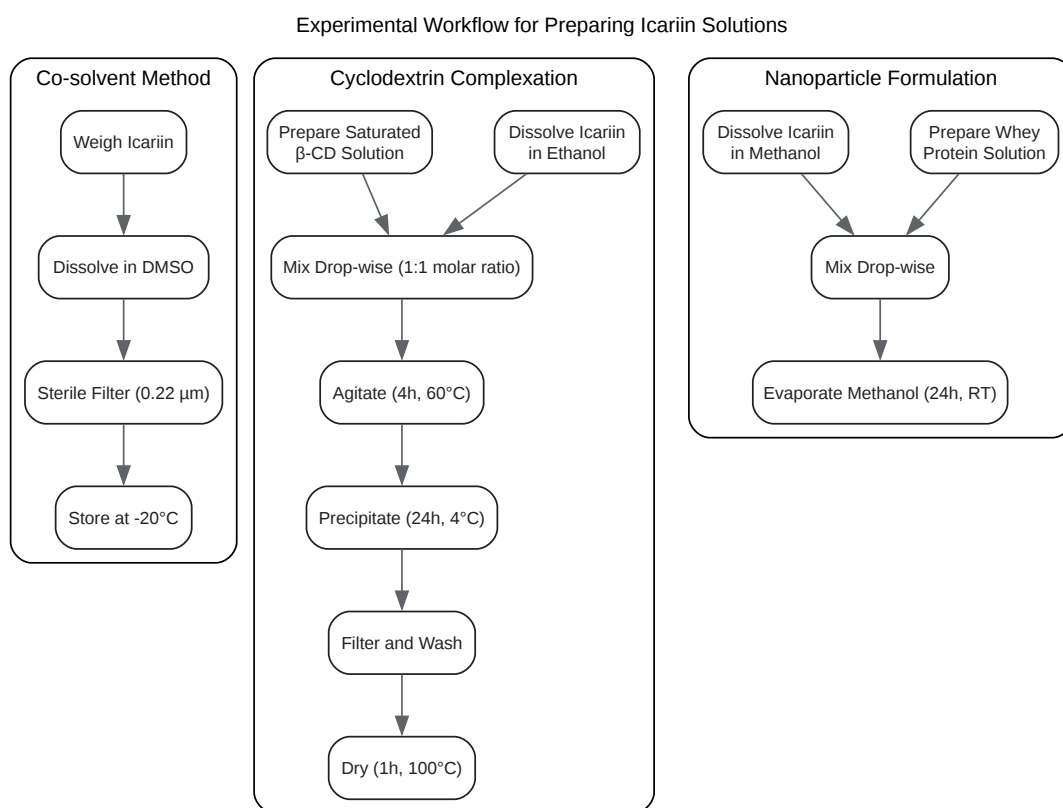 Experimental Workflow for Preparing Icariin Solutions
Co-solvent Method
Weigh Icariin
Dissolve in DMSO
Sterile Filter (0.22 µm)
Store at -20°C
Cyclodextrin Complexation
Prepare Saturated
β-CD Solution
Dissolve Icariin
in Ethanol
Mix Drop-wise (1:1 molar ratio)
Agitate (4h, 60°C)
Precipitate (24h, 4°C)
Filter and Wash
Dry (1h, 100°C)
Nanoparticle Formulation
Dissolve Icariin
in Methanol
Prepare Whey
Protein Solution
Mix Drop-wise
Evaporate Methanol (24h, RT)